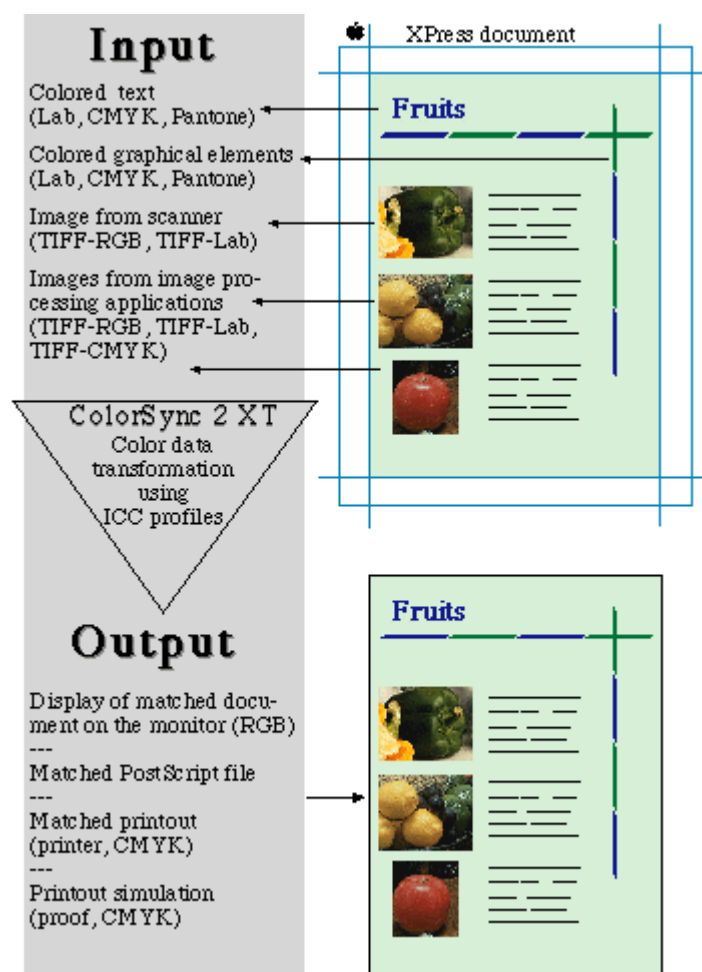 Input
Colored text
(Lab, CMYK, Pantone)
Colored graphical elements
(Lab, CMYK, Pantone)
Image from scanner
(TIFF-RGB, TIFF-Lab)
Images from image pro-
cessing applications
(TIFF-RGB, TIFF-Lab,
TIFF-CMYK)
XPress document
Fruits
ColorSync 2 XT
Color data
transformation
using
ICC profiles
Output
Display of matched docu-
ment on the monitor (RGB)
---
Matched PostScript file
---
Matched printout
(printer, CMYK)
---
Printout simulation
(proof, CMYK)
Fruits